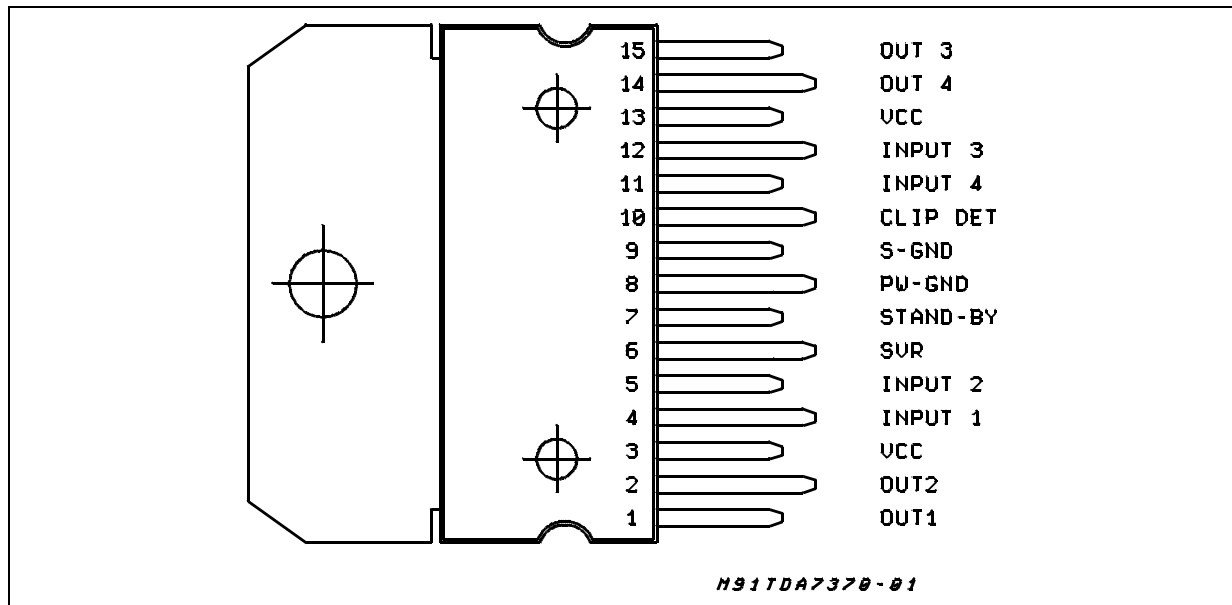 15 OUT 3
14 OUT 4
13 VCC
12 INPUT 3
11 INPUT 4
10 CLIP DET
9 S-GND
8 PW-GND
7 STAND-BY
6 SVR
5 INPUT 2
4 INPUT 1
3 VCC
2 OUT2
1 OUT1
M91TDA7370-01